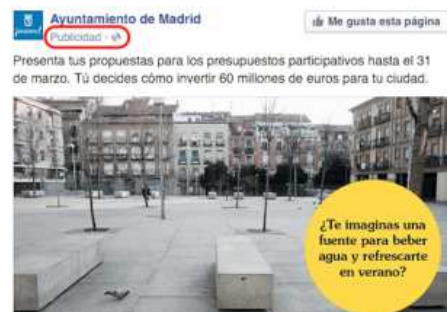 Ayuntamiento de Madrid
Me gusta esta página
Publicidad ·
Presenta tus propuestas para los presupuestos participativos hasta el 31
de marzo. Tú decides cómo invertir 60 millones de euros para tu ciudad.
¿Te imaginas una
fuente para beber
agua y refrescarte
en verano?